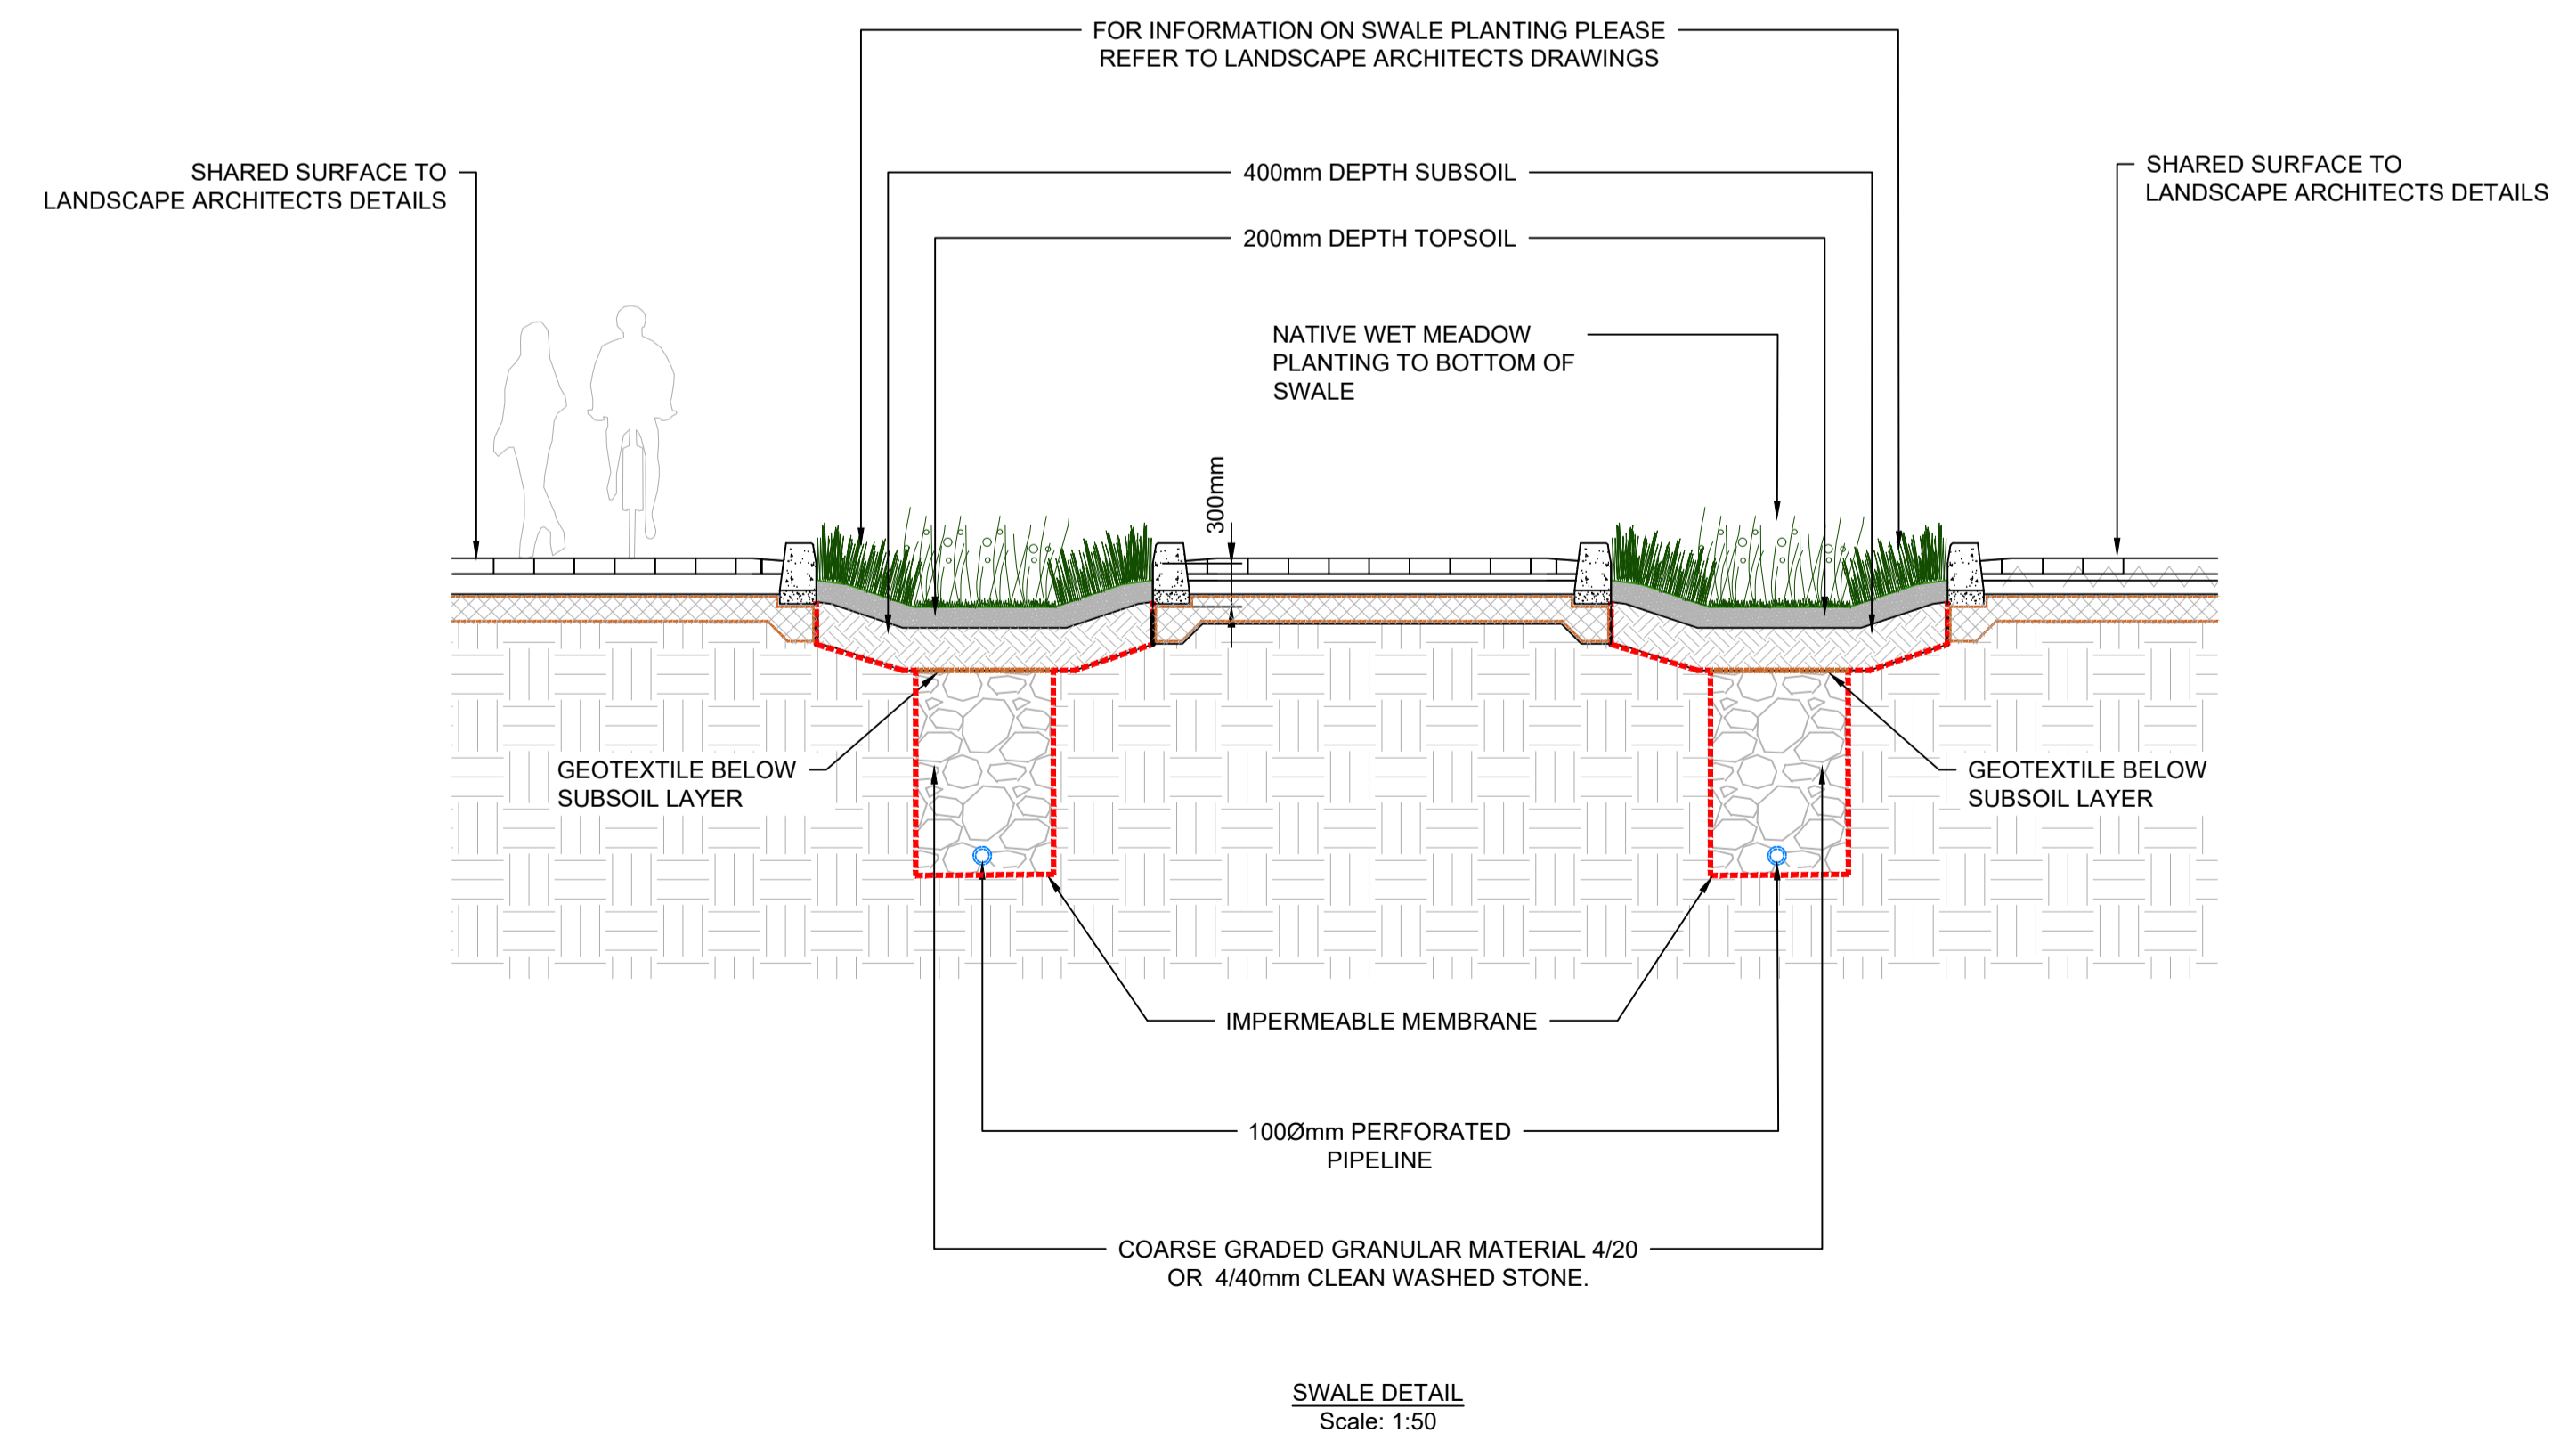 FOR INFORMATION ON SWALE PLANTING PLEASE
REFER TO LANDSCAPE ARCHITECTS DRAWINGS
SHARED SURFACE TO
LANDSCAPE ARCHITECTS DETAILS
400mm DEPTH SUBSOIL
SHARED SURFACE TO
LANDSCAPE ARCHITECTS DETAILS
200mm DEPTH TOPSOIL
NATIVE WET MEADOW
PLANTING TO BOTTOM OF
SWALE
300mm
GEOTEXTILE BELOW
SUBSOIL LAYER
GEOTEXTILE BELOW
SUBSOIL LAYER
IMPERMEABLE MEMBRANE
100Ømm PERFORATED
PIPELINE
COARSE GRADED GRANULAR MATERIAL 4/20
OR 4/40mm CLEAN WASHED STONE.
SWALE DETAIL
Scale: 1:50